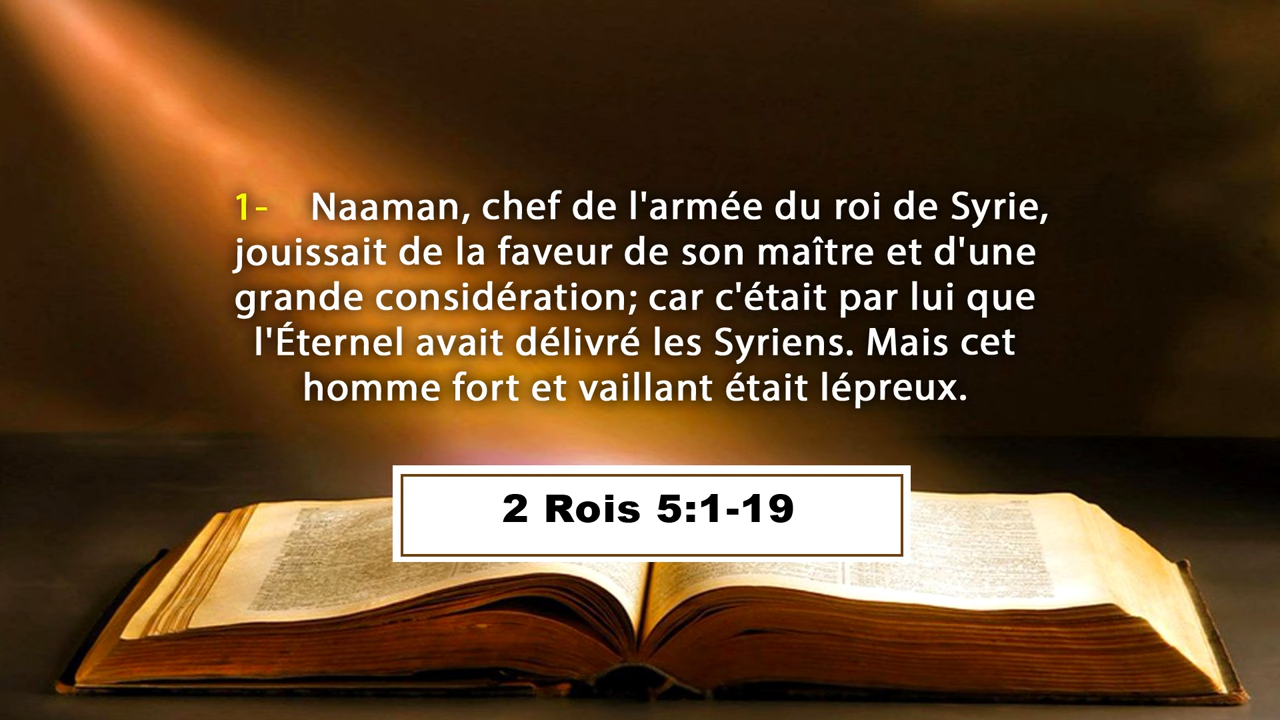 1- Naaman, chef de l'armée du roi de Syrie,
jouissait de la faveur de son maître et d'une
grande considération; car c'était par lui que
l'Éternel avait délivré les Syriens. Mais cet
homme fort et vaillant était lépreux.
2 Rois 5:1-19